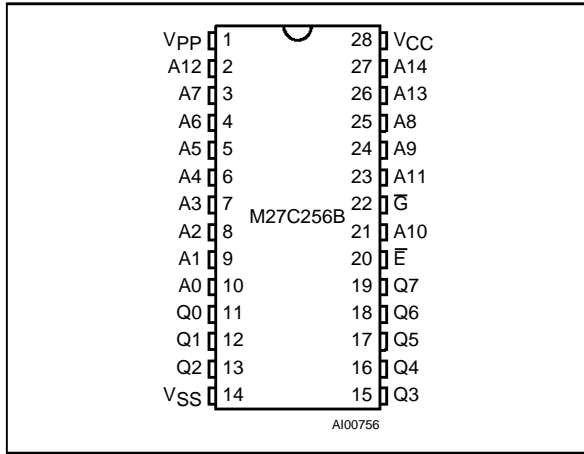 VPP 1 28 VCC
A12 2 27 A14
A7 3 26 A13
A6 4 25 A8
A5 5 24 A9
A4 6 23 A11
A3 7 22 G̅
M27C256B
A2 8 21 A10
A1 9 20 E̅
A0 10 19 Q7
Q0 11 18 Q6
Q1 12 17 Q5
Q2 13 16 Q4
VSS 14 15 Q3
AI00756